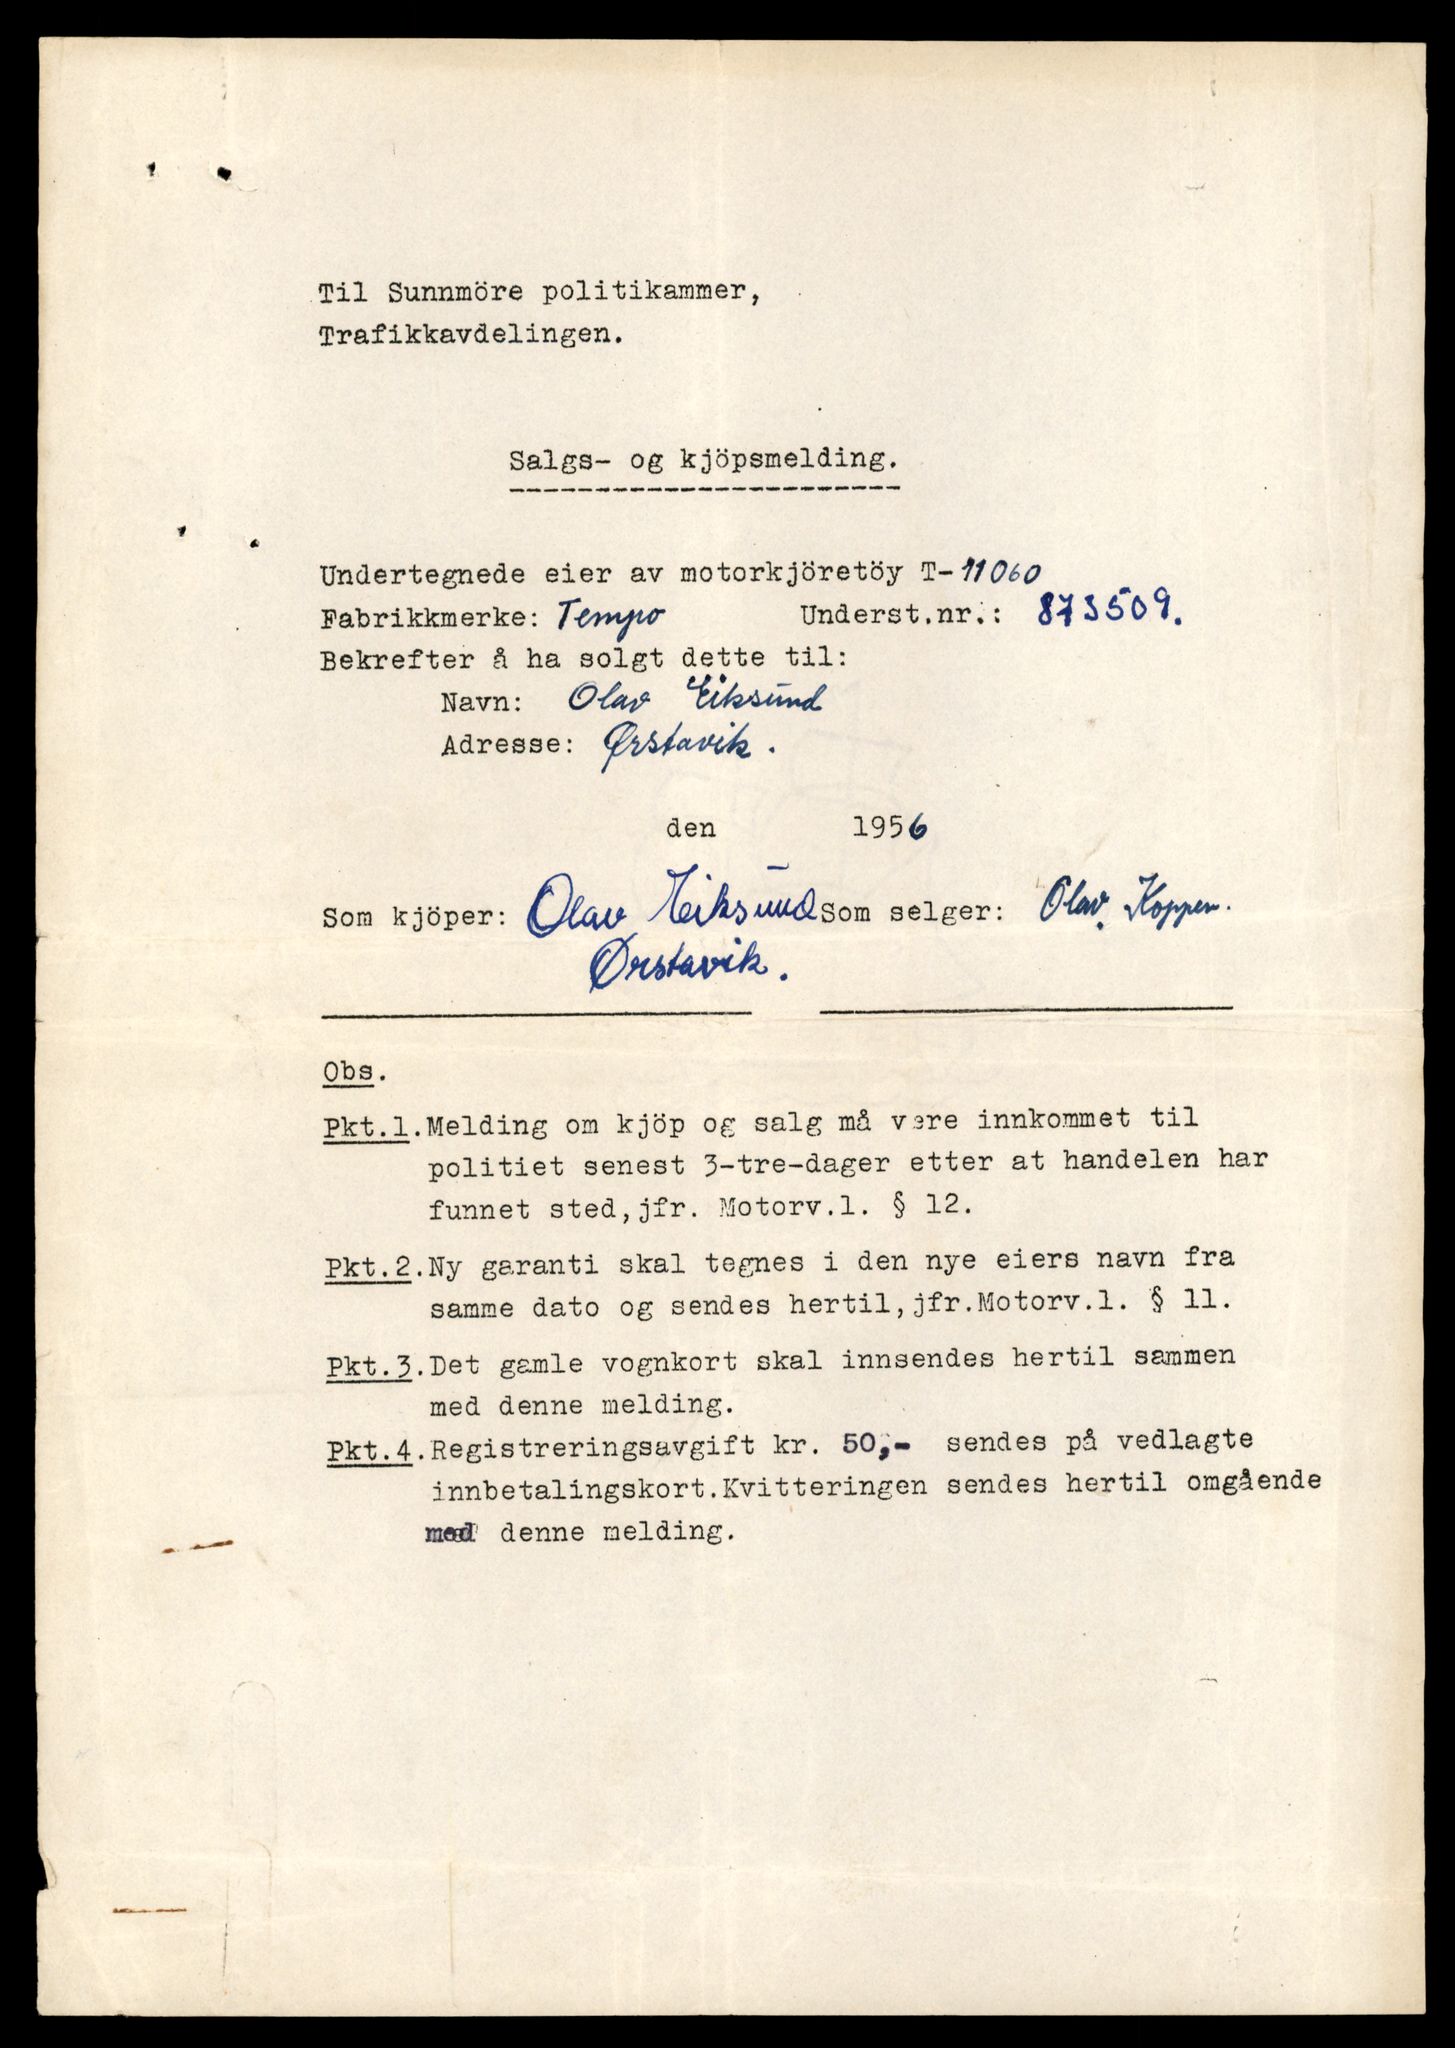 Til Sunnmöre politikammer,
Trafikkavdelingen.
Salgs- og kjöpsmelding.
Undertegnede eier av motorkjöretöy T-11060
Fabrikkmerke: Tempo Underst.nr.: 873509.
Bekrefter å ha solgt dette til:
Navn: Olav Eiksund
Adresse: Ørstavik.
den 1956
Som kjöper: Olav Eiksund Som selger: Olav Koppen.
Ørstavik.
Obs.
Pkt.1. Melding om kjöp og salg må være innkommet til
politiet senest 3-tre-dager etter at handelen har
funnet sted, jfr. Motorv.l. § 12.
Pkt.2. Ny garanti skal tegnes i den nye eiers navn fra
samme dato og sendes hertil, jfr. Motorv.l. § 11.
Pkt.3. Det gamle vognkort skal innsendes hertil sammen
med denne melding.
Pkt.4. Registreringsavgift kr. 50,- sendes på vedlagte
innbetalingskort. Kvitteringen sendes hertil omgående
med denne melding.